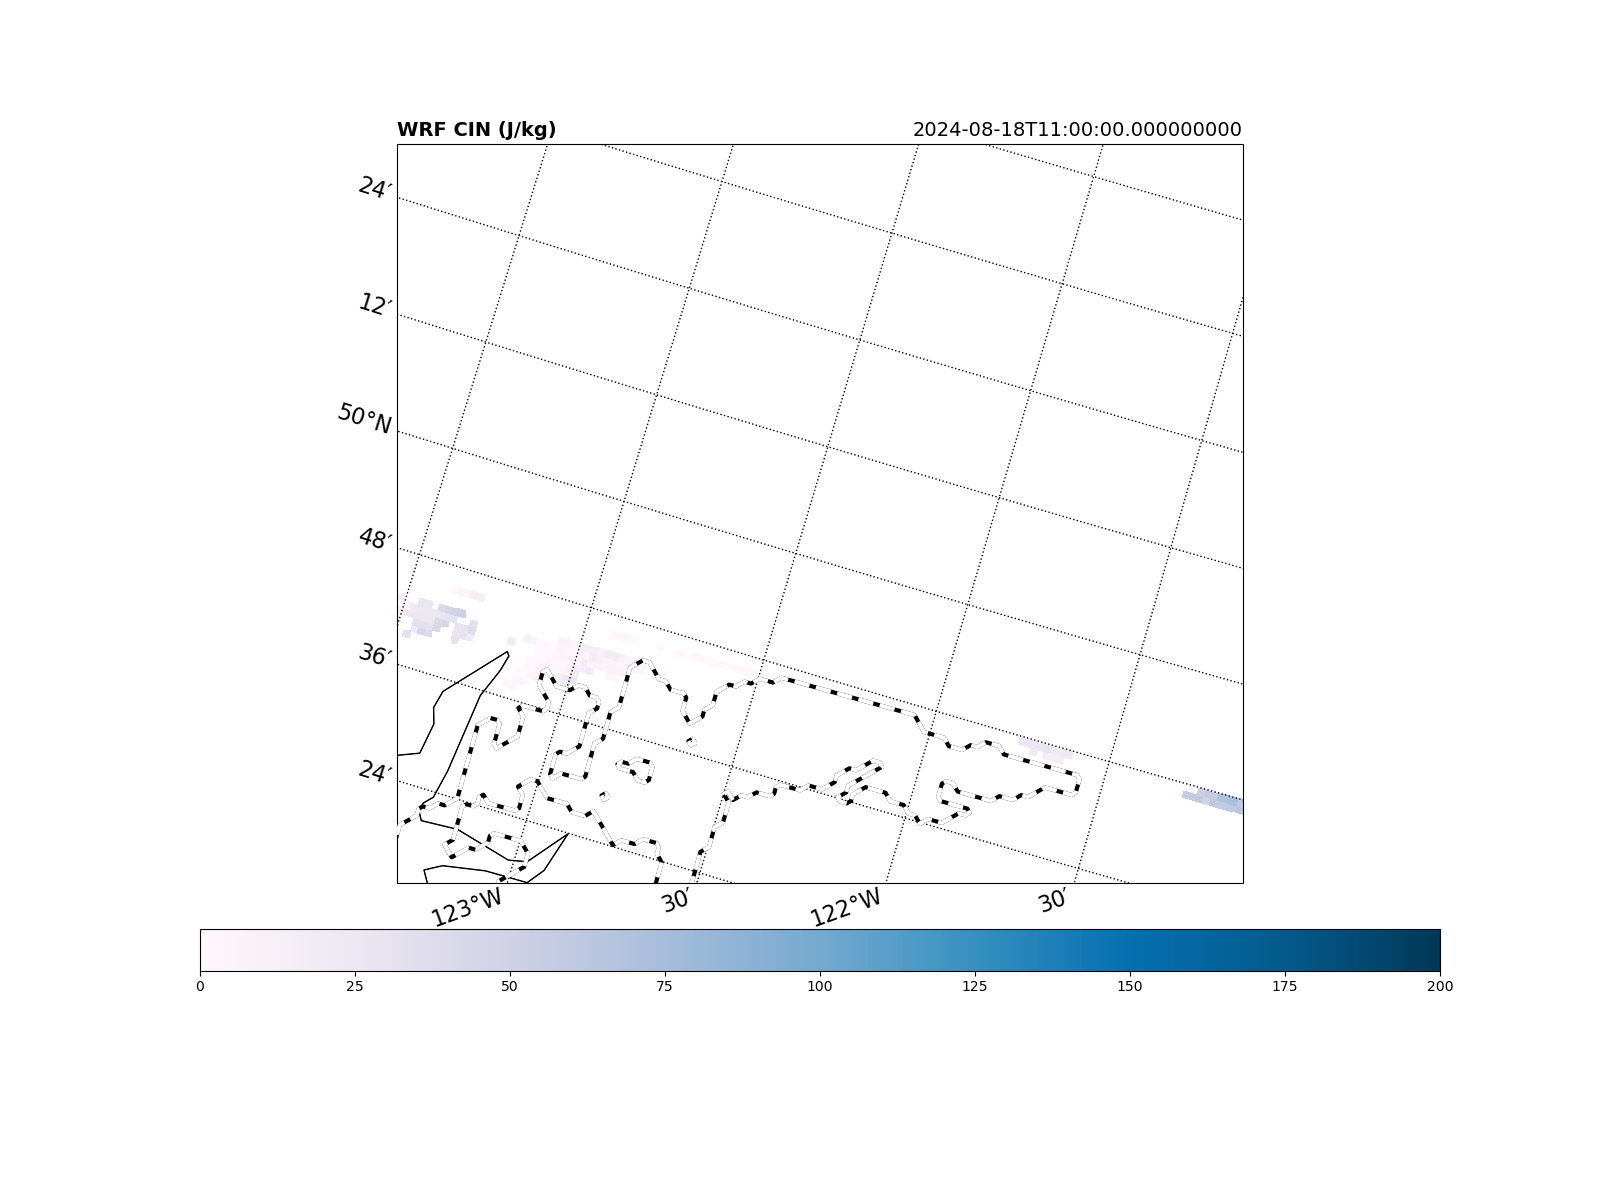 WRF CIN (J/kg) 2024-08-18T11:00:00.000000000
24′
12′
50°N
48′
36′
24′
123°W 30′ 122°W 30′
0 25 50 75 100 125 150 175 200